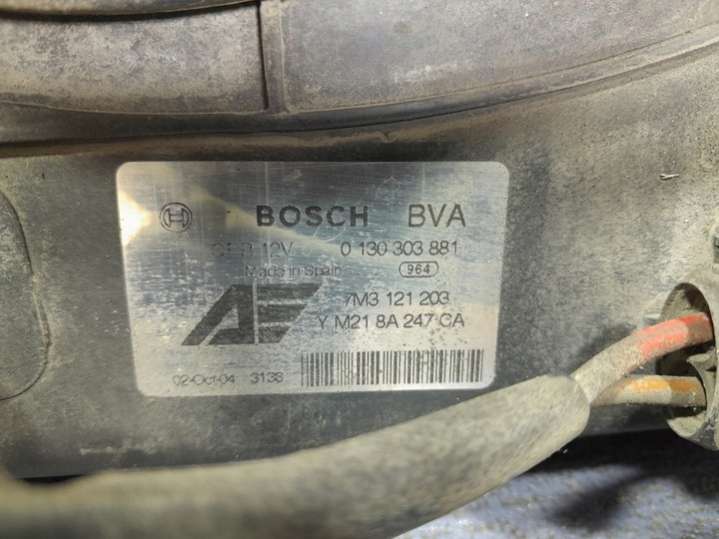 BOSCH BVA
12V 0 130 303 881
Made in Spain 964
7M3 121 203
YM21 8A 247 CA
02-Oct-04 3138